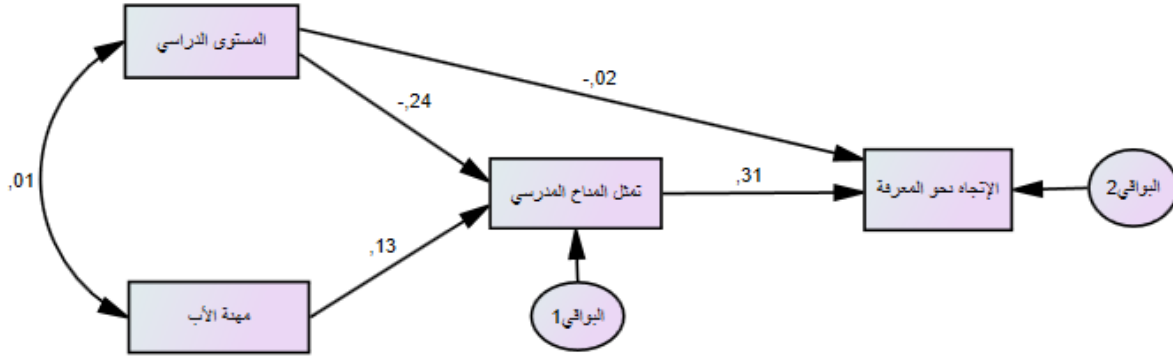 المستوى الدراسي
-,02
-,24
,01
تمثل المناخ المدرسي
,31
الإتجاه نحو المعرفة
البواقي2
,13
مهنة الأب
البواقي1